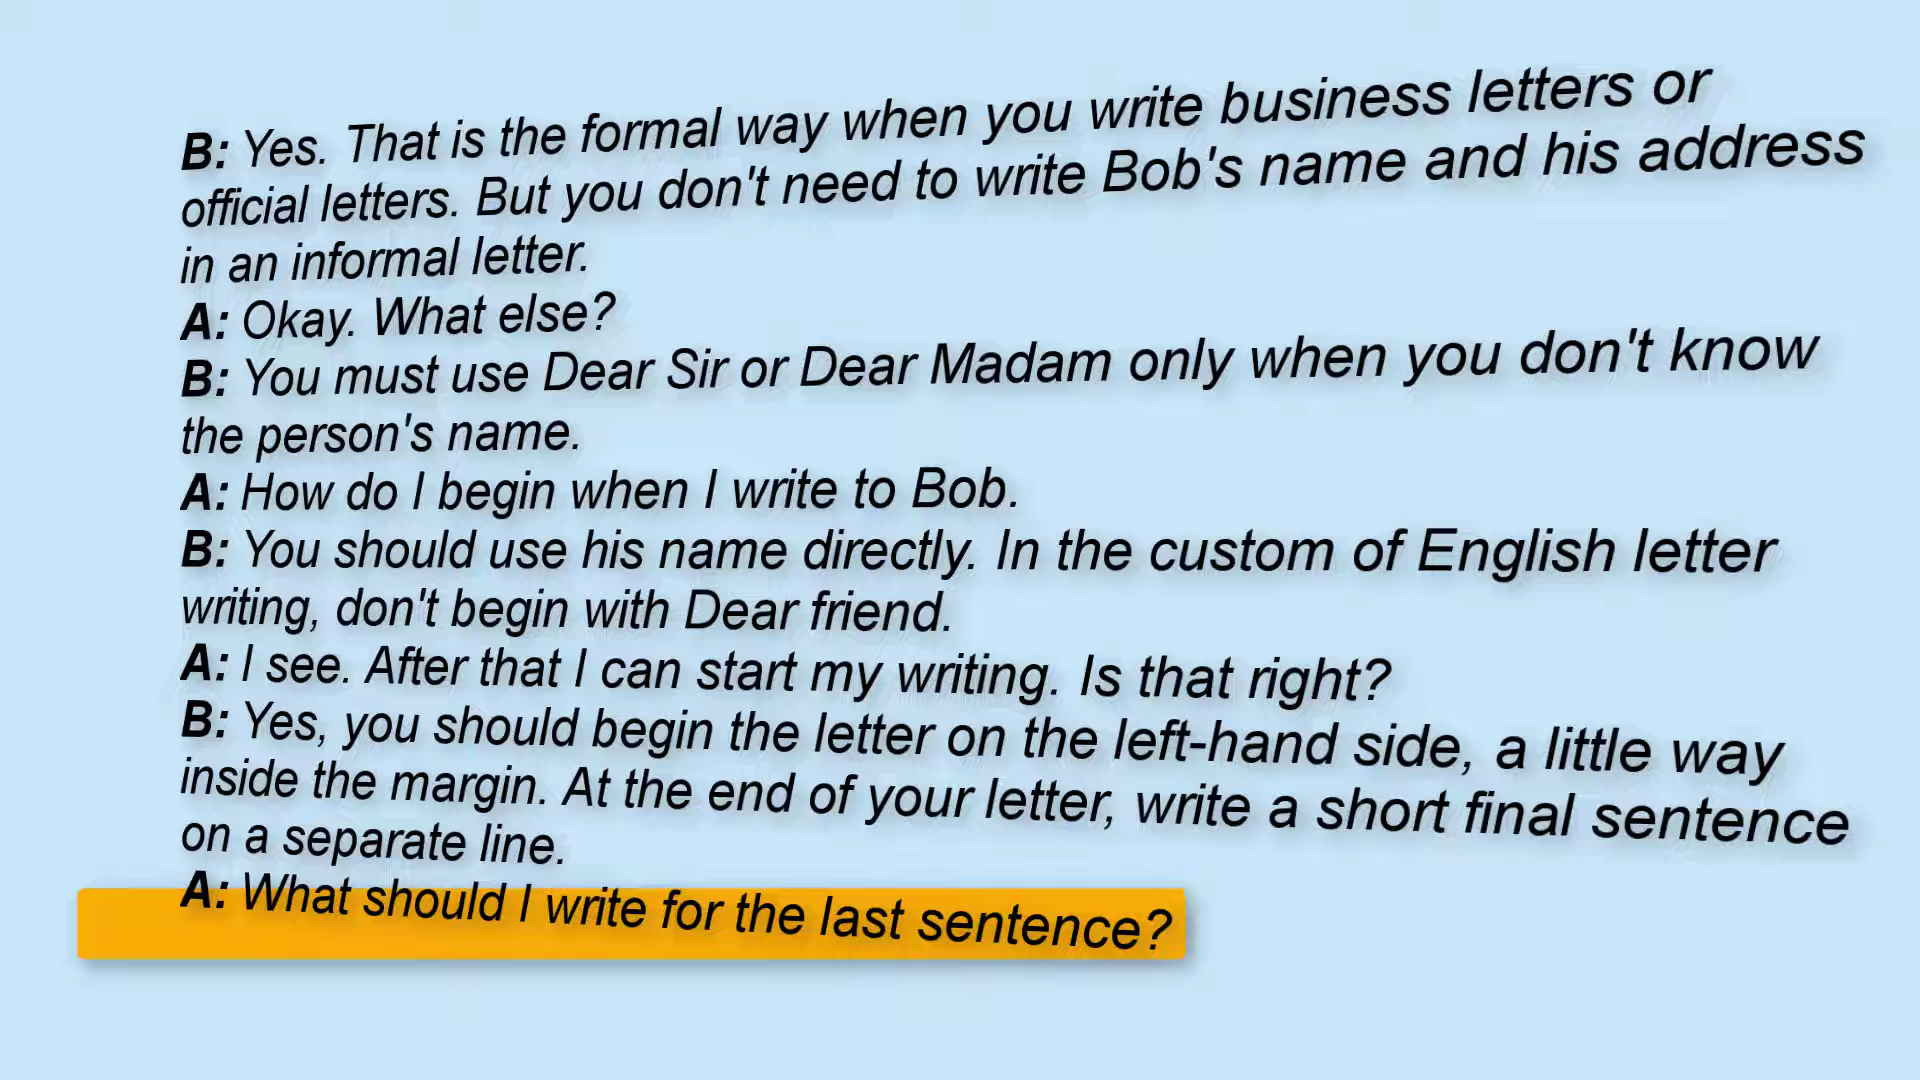 B: Yes. That is the formal way when you write business letters or
official letters. But you don't need to write Bob's name and his address
in an informal letter.
A: Okay. What else?
B: You must use Dear Sir or Dear Madam only when you don't know
the person's name.
A: How do I begin when I write to Bob.
B: You should use his name directly. In the custom of English letter
writing, don't begin with Dear friend.
A: I see. After that I can start my writing. Is that right?
B: Yes, you should begin the letter on the left-hand side, a little way
inside the margin. At the end of your letter, write a short final sentence
on a separate line.
A: What should I write for the last sentence?